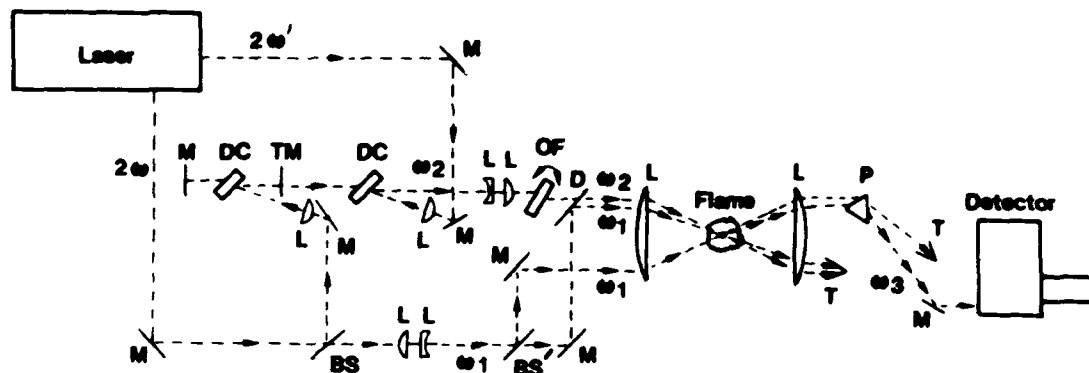 Laser
2ω'
M
2ω
M
DC
TM
DC
ω2
L
L
OF
D
ω2
L
Flame
L
P
Detector
L
M
L
M
ω1
T
M
ω1
T
ω3
M
L
L
M
BS
ω1
BS'
M